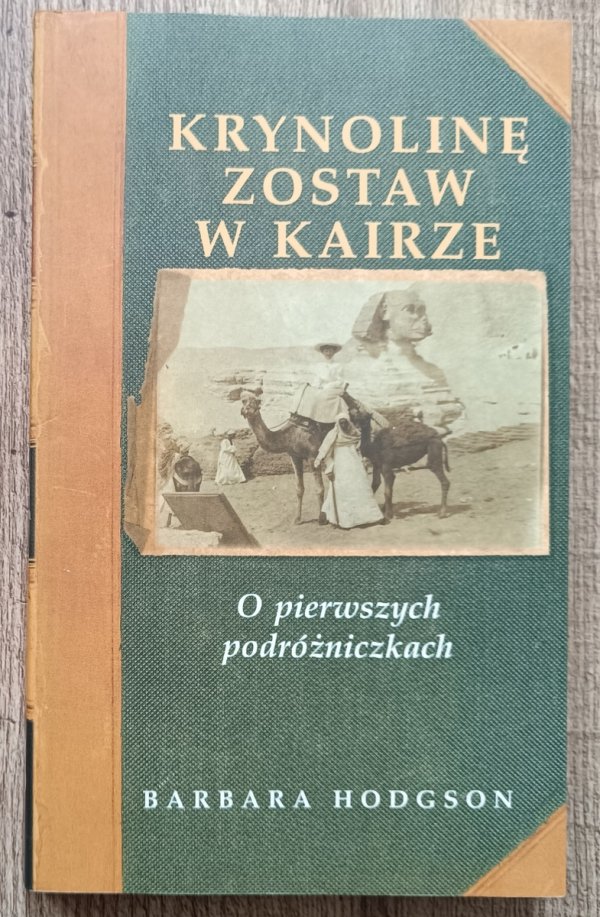 KRYNOLINĘ
ZOSTAW
W KAIRZE
O pierwszych
podróżniczkach
BARBARA HODGSON